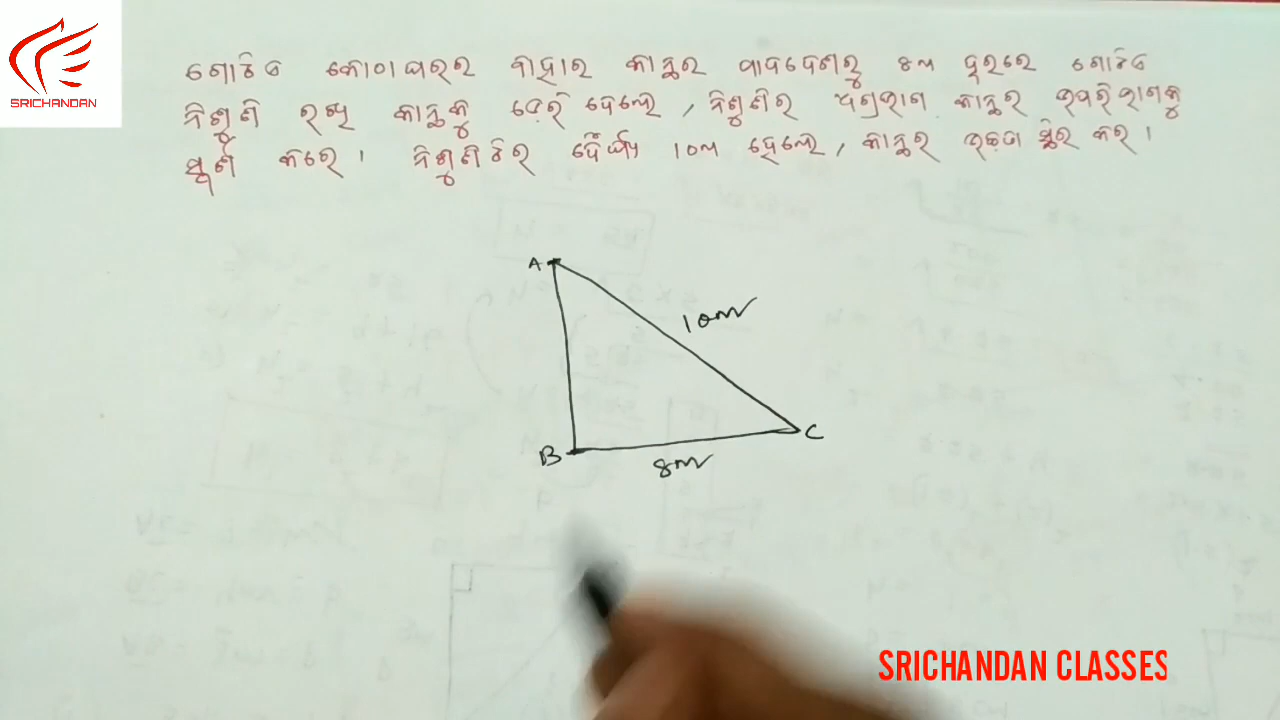 SRICHANDAN
ଗୋଟିଏ କୋଠାଘରର ବାହାର କାନ୍ଥର ପାଦଦେଶରୁ ୫ମି ଦୂରରେ ଗୋଟିଏ
ନିଶୁଣି ରଖି କାନ୍ଥକୁ ଡେରି ଦେଲେ, ନିଶୁଣିର ଅଗ୍ରଭାଗ କାନ୍ଥର ଉପରିଭାଗକୁ
ସ୍ପର୍ଶ କରେ । ନିଶୁଣିଟିର ଦୈର୍ଘ୍ୟ 10ମି ହେଲେ, କାନ୍ଥର ଉଚ୍ଚତା ସ୍ଥିର କର ।
A
10m
B
8m
C
SRICHANDAN CLASSES